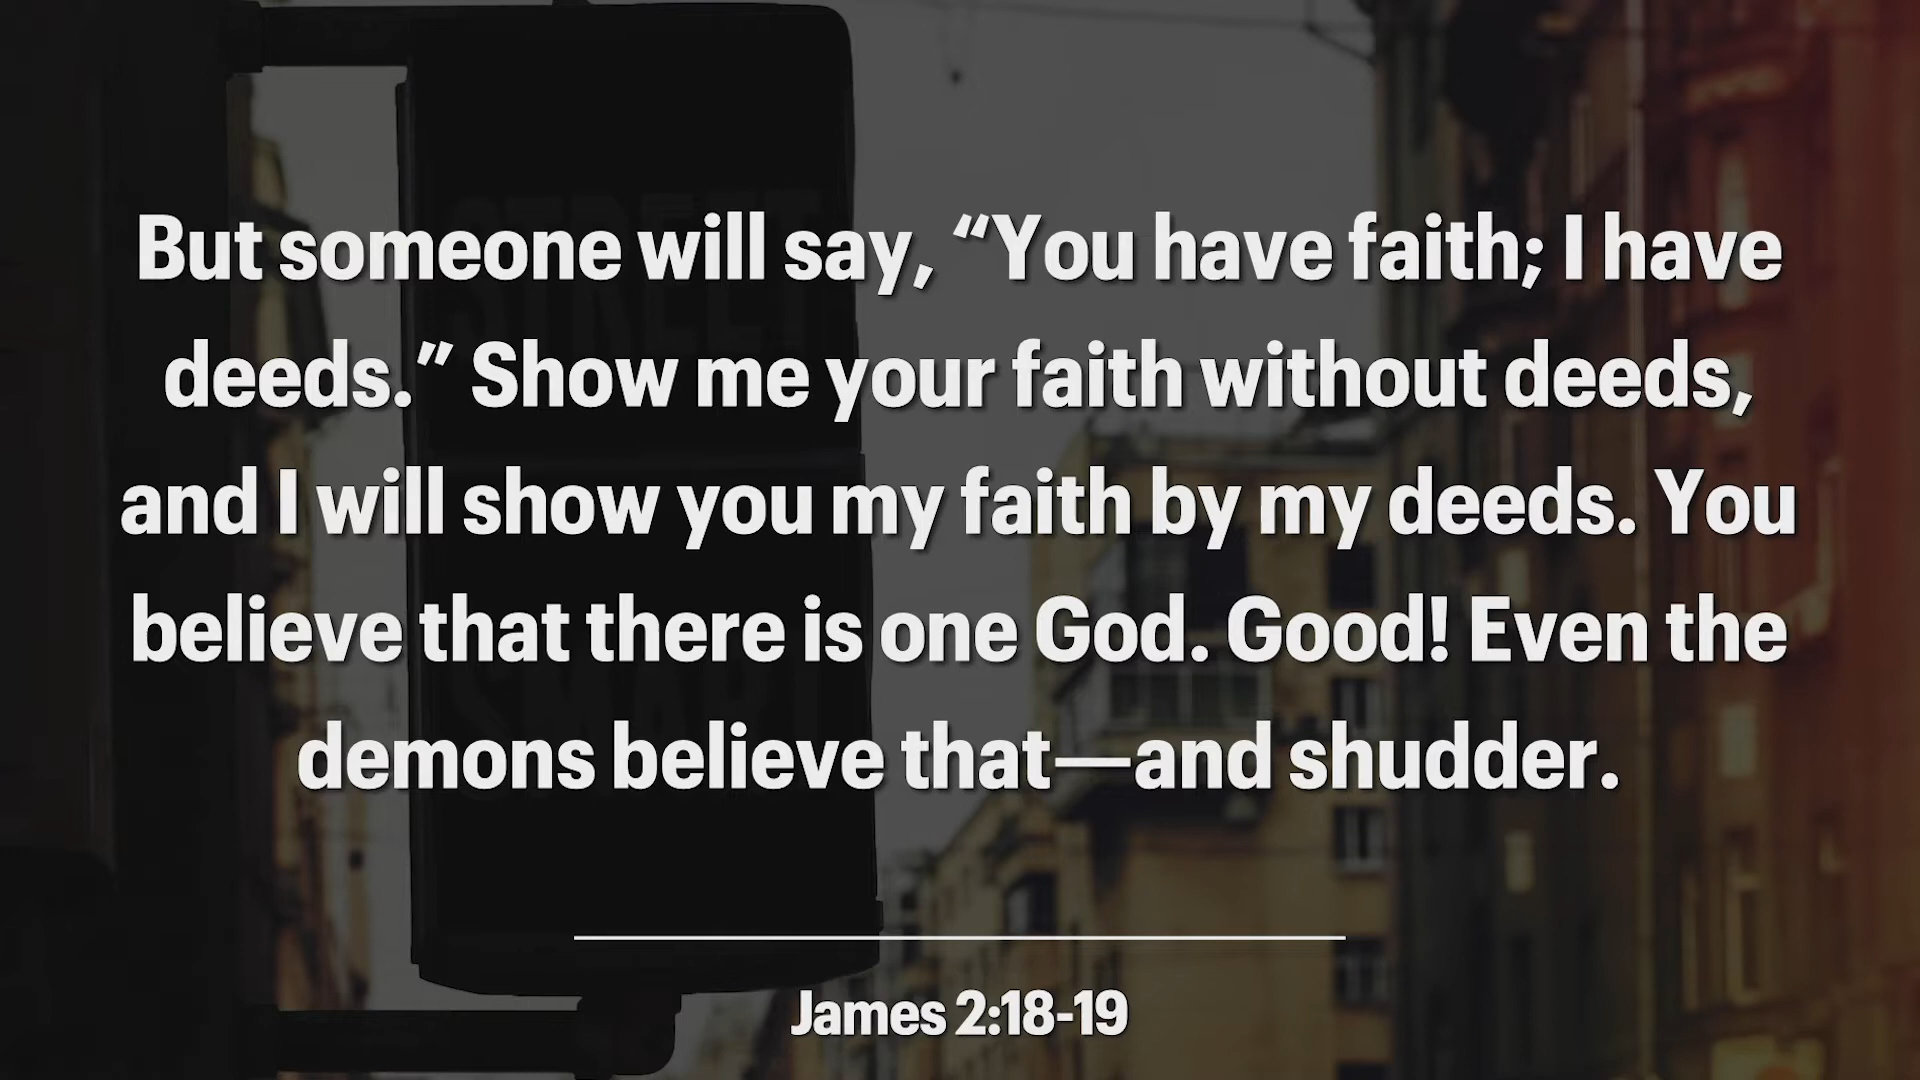 But someone will say, “You have faith; I have
deeds.” Show me your faith without deeds,
and I will show you my faith by my deeds. You
believe that there is one God. Good! Even the
demons believe that—and shudder.
James 2:18-19